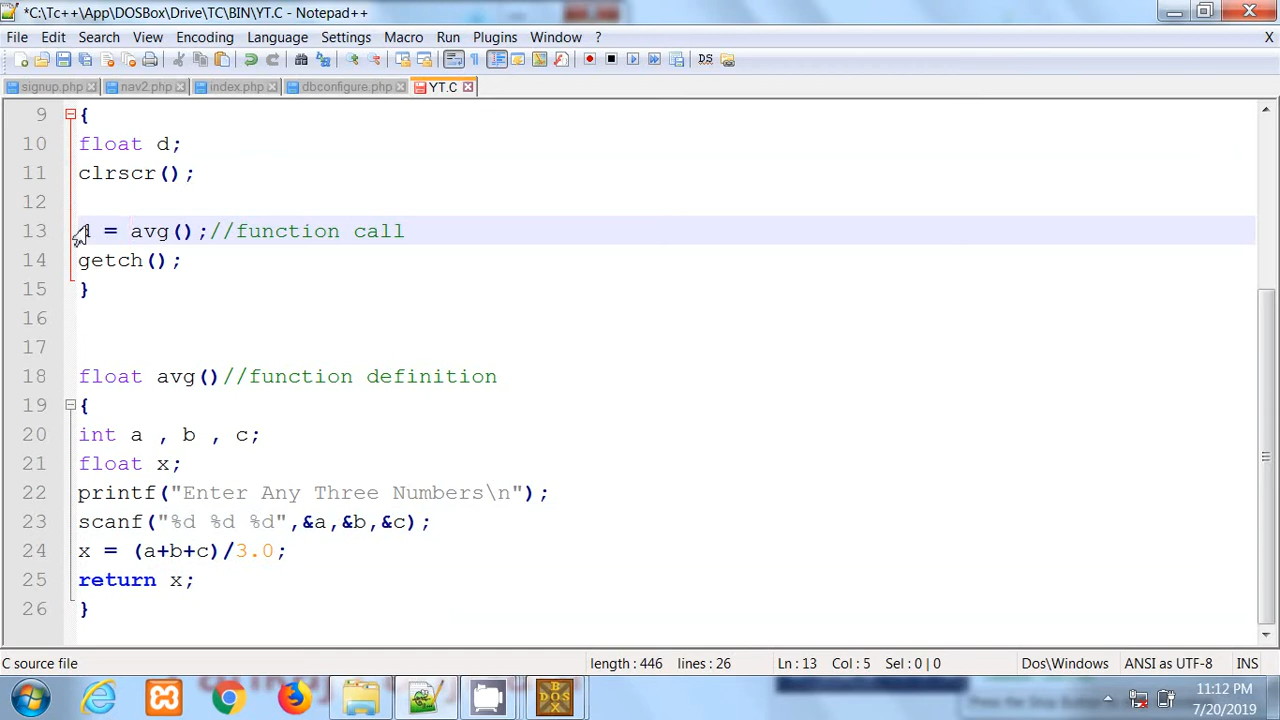 *C:\Tc++\App\DOSBox\Drive\TC\BIN\YT.C - Notepad++
File Edit Search View Encoding Language Settings Macro Run Plugins Window ? X
signup.php nav2.php index.php dbconfigure.php YT.C
9 {
10 float d;
11 clrscr();
12
13 d = avg();//function call
14 getch();
15 }
16
17
18 float avg()//function definition
19 {
20 int a , b , c;
21 float x;
22 printf("Enter Any Three Numbers\n");
23 scanf("%d %d %d",&a,&b,&c);
24 x = (a+b+c)/3.0;
25 return x;
26 }
C source file length : 446 lines : 26 Ln : 13 Col : 5 Sel : 0 | 0 Dos\Windows ANSI as UTF-8 INS
11:12 PM
7/20/2019